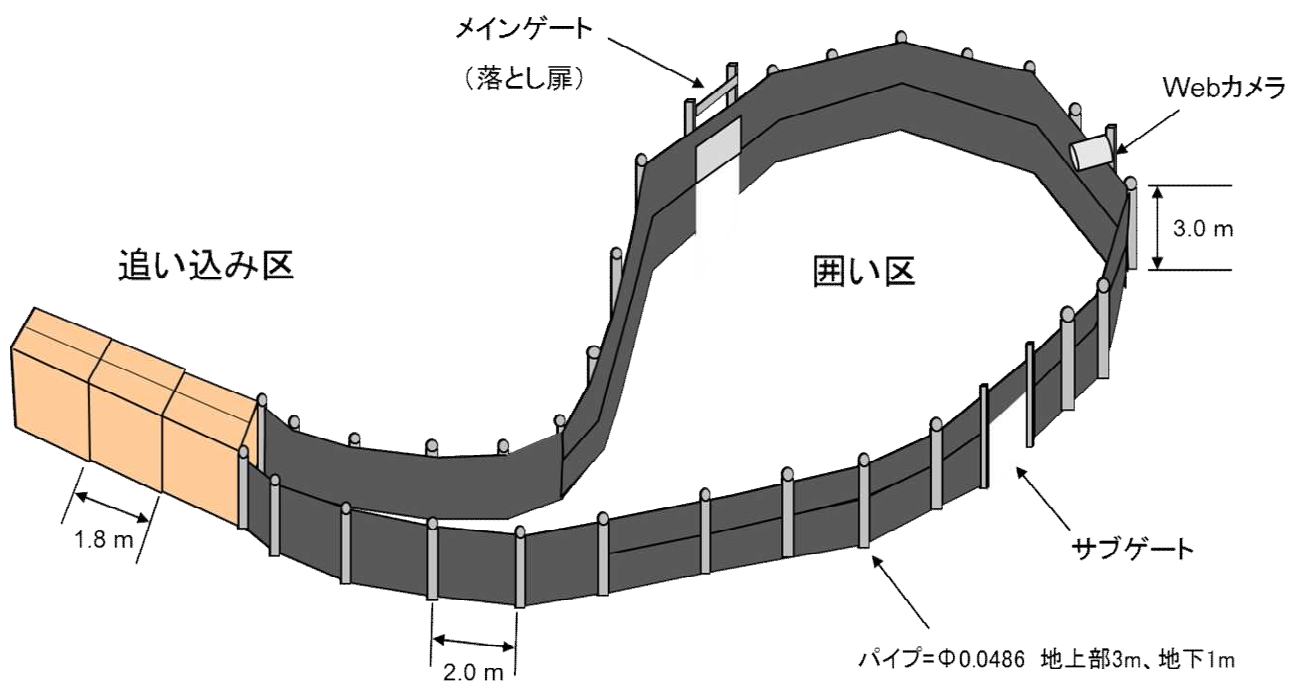 メインゲート
（落とし扉）
Webカメラ
3.0 m
追い込み区
囲い区
1.8 m
サブゲート
2.0 m
パイプ=Φ0.0486 地上部3m、地下1m